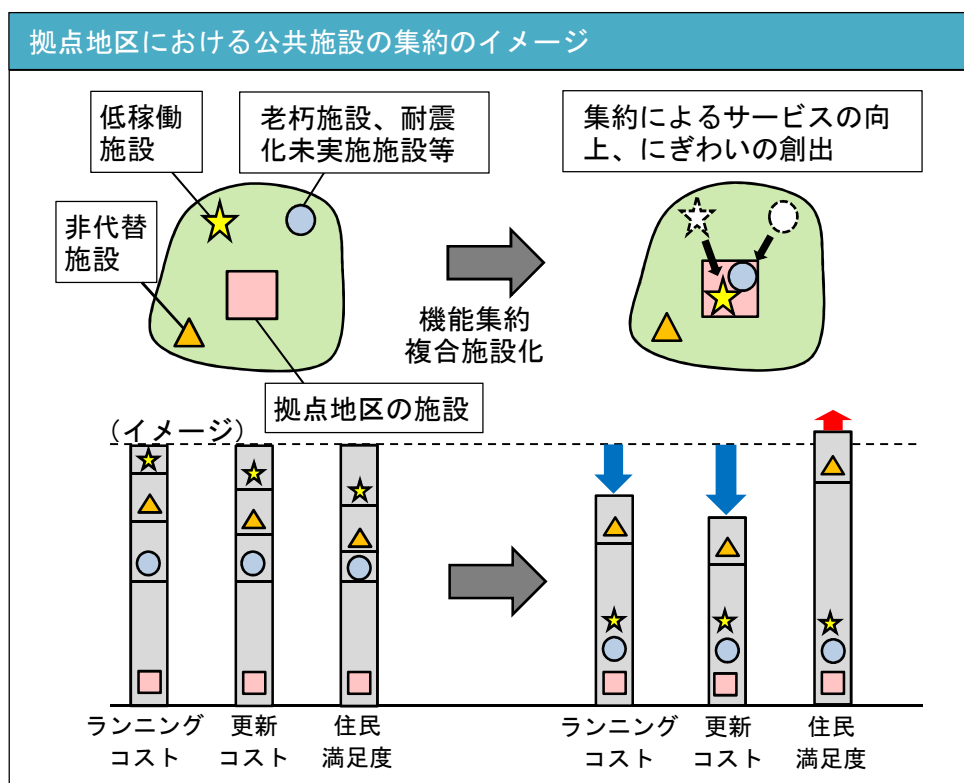 拠点地区における公共施設の集約のイメージ
低稼働
施設
老朽施設、耐震
化未実施施設等
非代替
施設
拠点地区の施設
機能集約
複合施設化
集約によるサービスの向
上、にぎわいの創出
(イメージ)
ランニング
コスト
更新
コスト
住民
満足度
ランニング
コスト
更新
コスト
住民
満足度